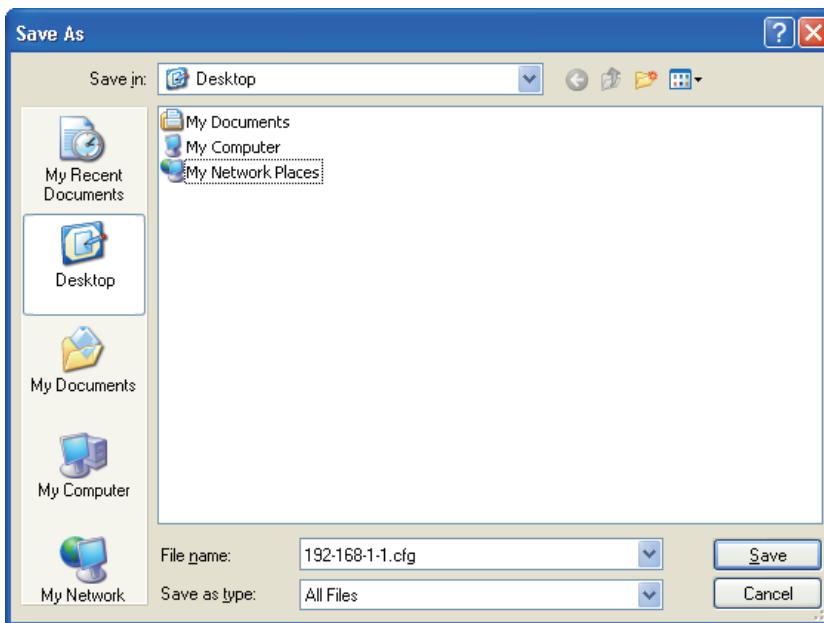 Save As
Save in:
Desktop
My Recent
Documents
Desktop
My Documents
My Computer
My Network
My Documents
My Computer
My Network Places
File name:
192-168-1-1.cfg
Save
Save as type:
All Files
Cancel